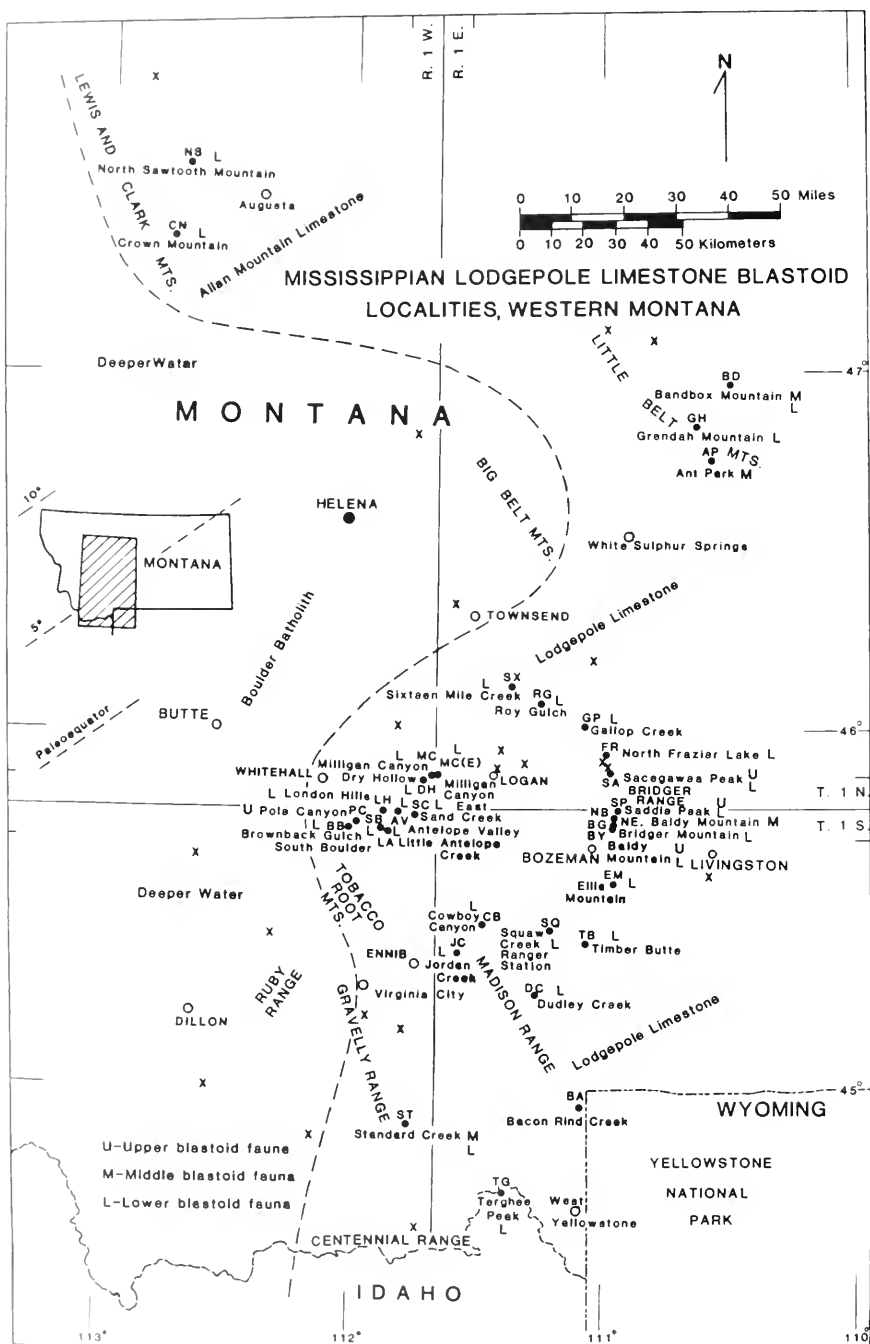 R. 1 W.
R. 1 E.
N
LEWIS AND
CLARK
MTS.
x
NS L
North Sawtooth Mountain
Augusta
CN L
Crown Mountain
Allan Mountain Limestone
0 10 20 30 40 50 Miles
0 10 20 30 40 50
Kilometers
MISSISSIPPIAN LODGEPOLE LIMESTONE BLASTOID
LOCALITIES, WESTERN MONTANA
x x
Deeper Water
47°
LITTLE
BELT
MTS.
BD
Bandbox Mountain M
L
GH
Grendah Mountain L
AP
Ant Park M
MONTANA
x
BIG BELT MTS.
HELENA
White Sulphur Springs
10°
5°
MONTANA
Boulder Batholith
x
TOWNSEND
Lodgepole Limestone
x
Paleoequator
BUTTE
L SX
Sixteen Mile Creek
RG L
Roy Gulch
GP L
Gallop Creek
46°
x
x x
FR
North Frazier Lake L
x x
SA Sacegawea Peak U
L
WHITEHALL
L MC L
Milligan Canyon MC(E)
Dry Hollow
L DH
Milligan
Canyon
East
LOGAN
BRIDGER
RANGE
T. 1 N.
T. 1 S.
L London Hills LH L SC L
Sand Creek
U Pole Canyon PC
L BB SB AV
Brownback Gulch L L Antelope Valley
South Boulder LA Little Antelope
L Creek
SP U
Saddle Peak L
NB NE. Baldy Mountain M
BG
BY Bridger Mountain L
Baldy
Mountain U
L
BOZEMAN
LIVINGSTON
x
EM L
Ellis
Mountain
x
Deeper Water
TOBACCO
ROOT
MTS.
x
RUBY
RANGE
L
Cowboy CB
Canyon
SQ
Squaw
Creek L
Ranger
Station
TB L
Timber Butte
ENNIB
JC
L
Jorden
Creek
MADISON RANGE
Virginia City
DC L
Dudley Creek
DILLON
GRAVELLY RANGE
x
x
Lodgepole Limestone
x
45°
BA
Bacon Rind Creek
WYOMING
ST
Standard Creek M
L
x
U-Upper blastoid faune
M-Middle blastoid fauna
L-Lower blastoid fauna
YELLOWSTONE
NATIONAL
PARK
TG
Terghee
Peak
L
West
Yellowstone
x
CENTENNIAL RANGE
IDAHO
113° 112° 111° 110°